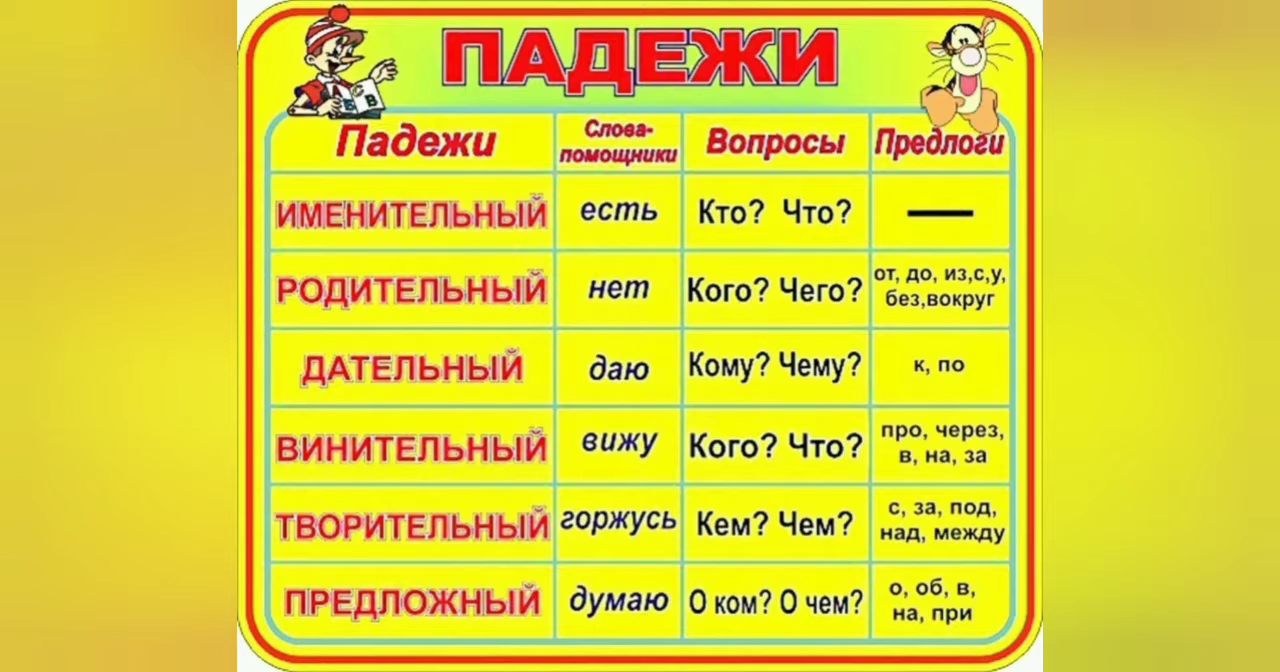 ПАДЕЖИ
АБ В
Падежи Слова-помощники Вопросы Предлоги
ИМЕНИТЕЛЬНЫЙ есть Кто? Что? —
РОДИТЕЛЬНЫЙ нет Кого? Чего? от, до, из,с,у, без,вокруг
ДАТЕЛЬНЫЙ даю Кому? Чему? к, по
ВИНИТЕЛЬНЫЙ вижу Кого? Что? про, через, в, на, за
ТВОРИТЕЛЬНЫЙ горжусь Кем? Чем? с, за, под, над, между
ПРЕДЛОЖНЫЙ думаю О ком? О чем? о, об, в, на, при